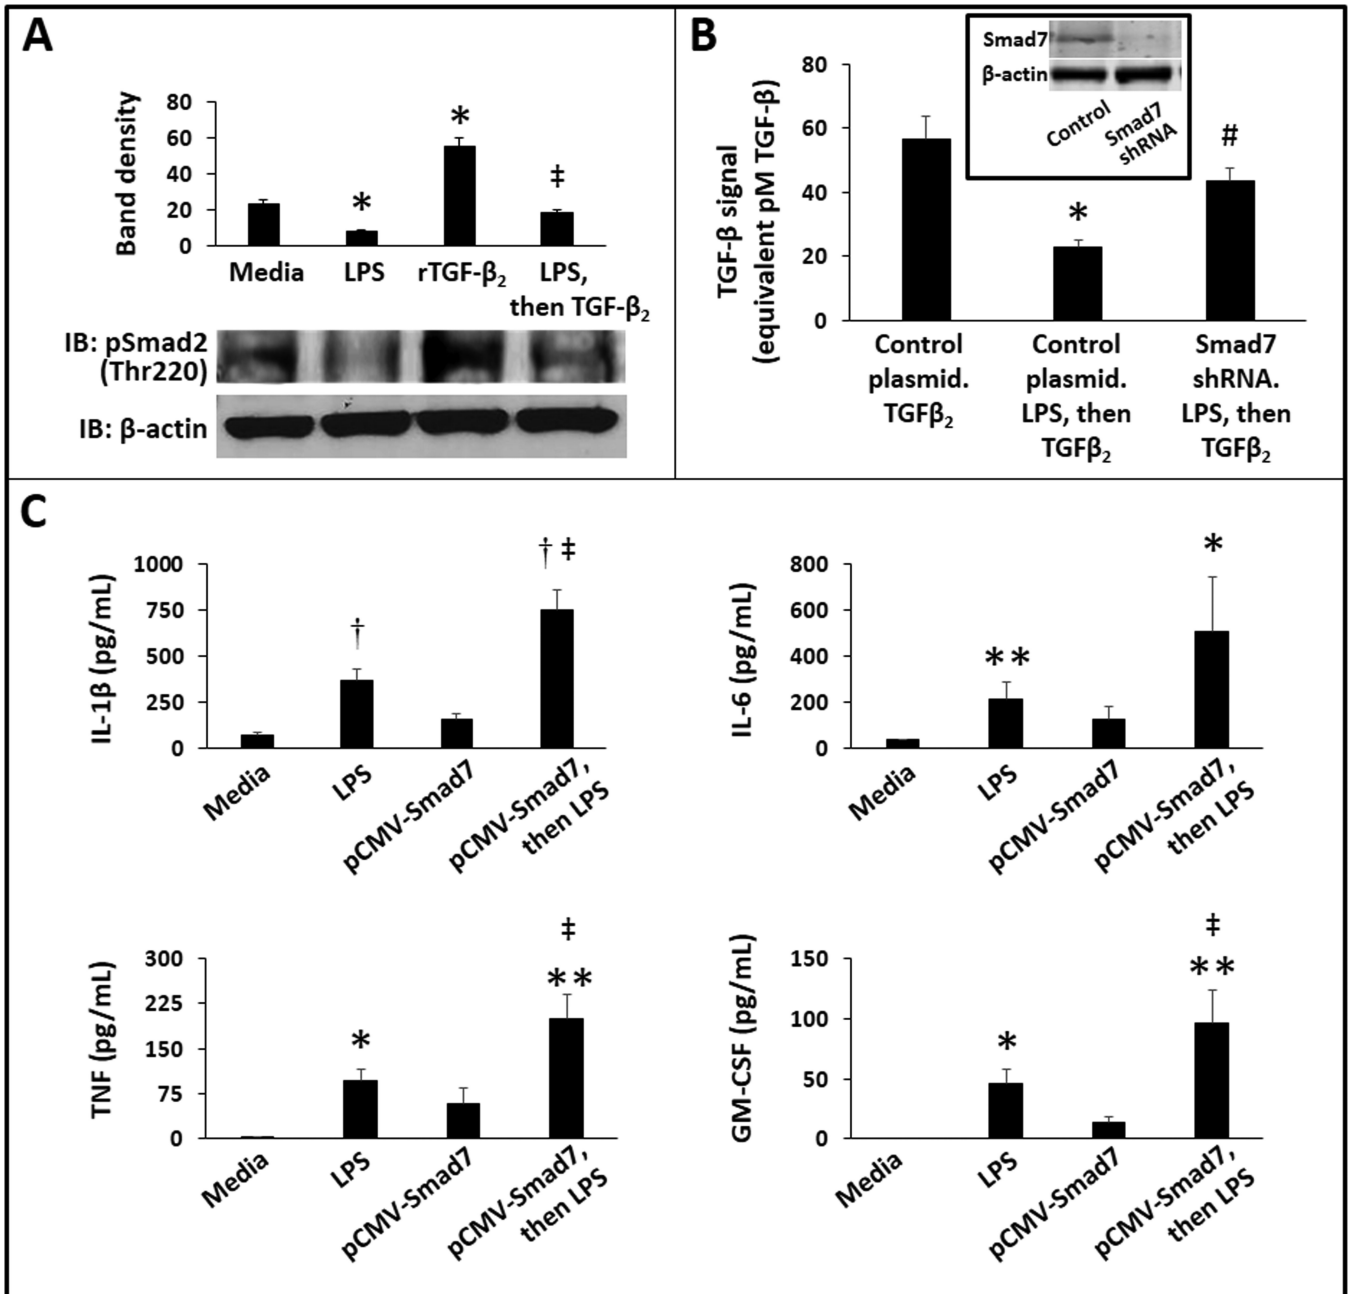 A
Band density
80
60
40
20
0
*
*
‡
Media
LPS
rTGF-β₂
LPS,
then TGF-β₂
IB: pSmad2
(Thr220)
IB: β-actin
B
TGF-β signal
(equivalent pM TGF-β)
80
60
40
20
0
*
#
Smad7
β-actin
Control
Smad7
shRNA
Control
plasmid.
TGFβ₂
Control
plasmid.
LPS, then
TGFβ₂
Smad7
shRNA.
LPS, then
TGFβ₂
C
IL-1β (pg/mL)
1000
750
500
250
0
†
† ‡
Media
LPS
pCMV-Smad7
pCMV-Smad7,
then LPS
IL-6 (pg/mL)
800
600
400
200
0
**
*
Media
LPS
pCMV-Smad7
pCMV-Smad7,
then LPS
TNF (pg/mL)
300
225
150
75
0
*
‡
**
Media
LPS
pCMV-Smad7
pCMV-Smad7,
then LPS
GM-CSF (pg/mL)
150
100
50
0
*
‡
**
Media
LPS
pCMV-Smad7
pCMV-Smad7,
then LPS